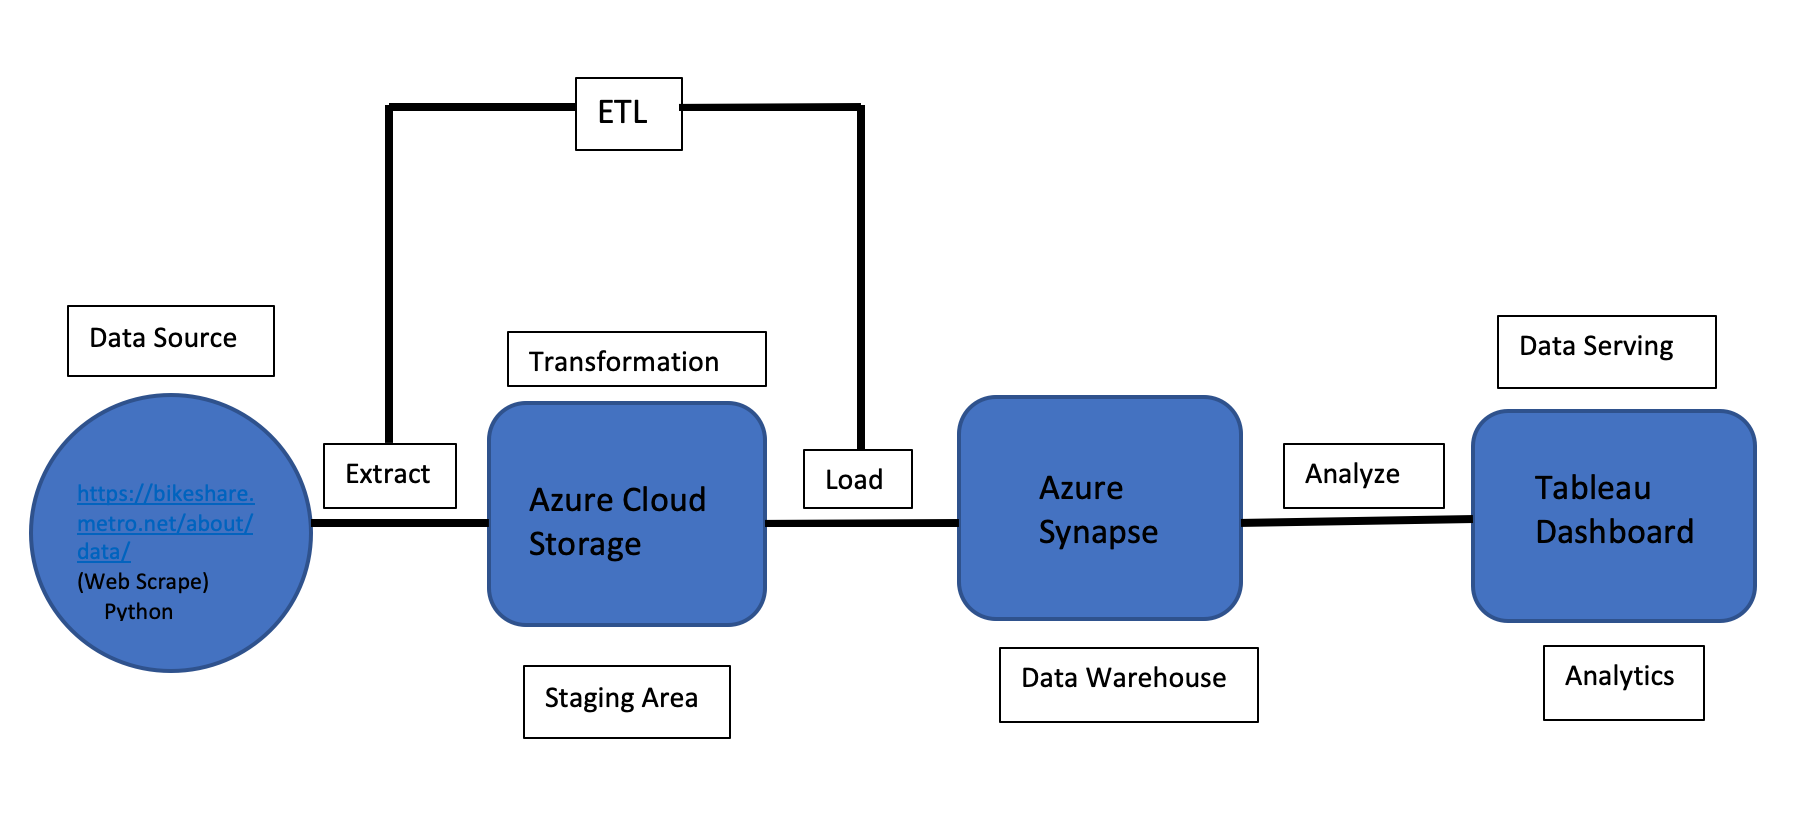 ETL
Data Source
Transformation
Data Serving
Extract
Load
Analyze
https://bikeshare.
metro.net/about/
data/
(Web Scrape)
Python
Azure Cloud
Storage
Azure
Synapse
Tableau
Dashboard
Staging Area
Data Warehouse
Analytics